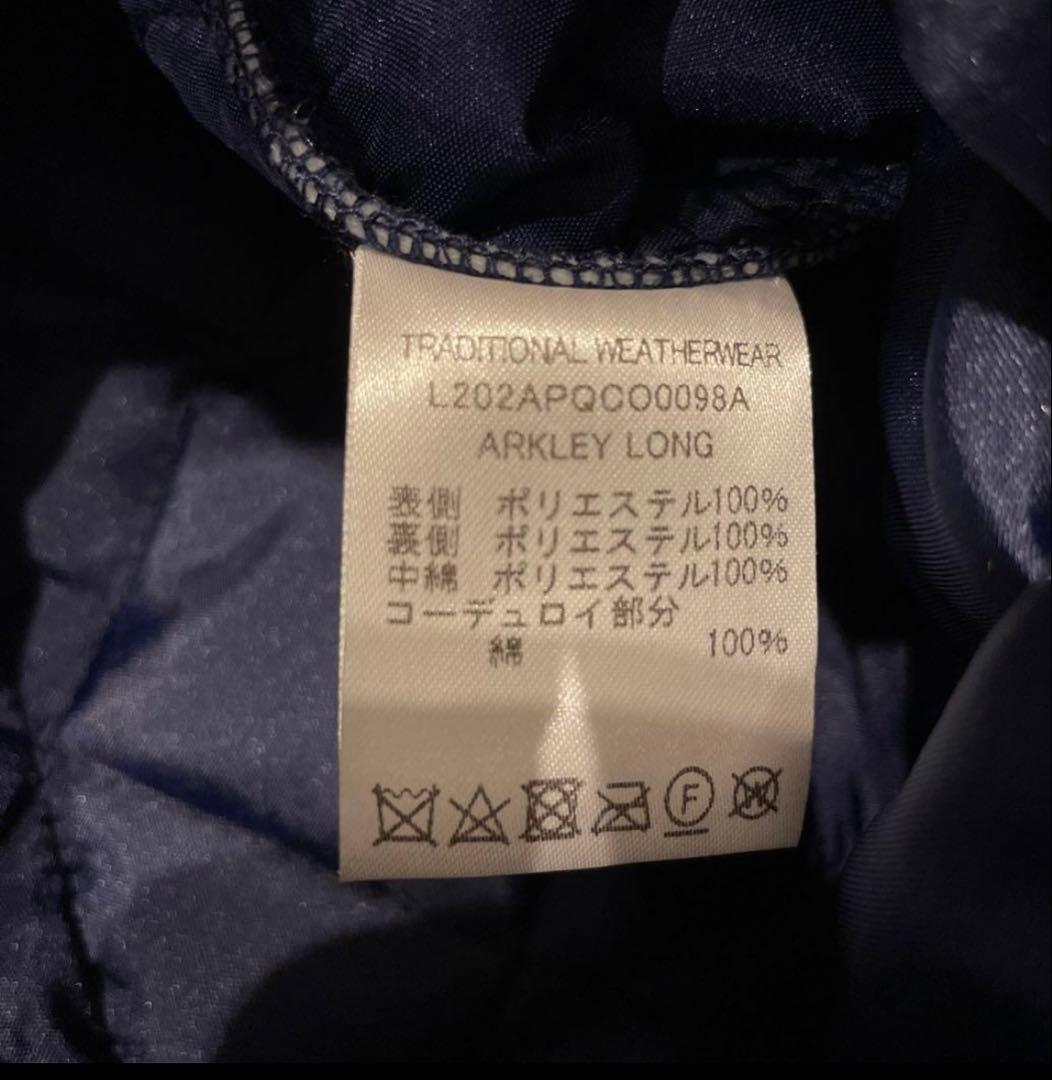 TRADITIONAL WEATHERWEAR
L202APQCO0098A
ARKLEY LONG
表側 ポリエステル100%
裏側 ポリエステル100%
中綿 ポリエステル100%
コーデュロイ部分
綿 100%
F
W